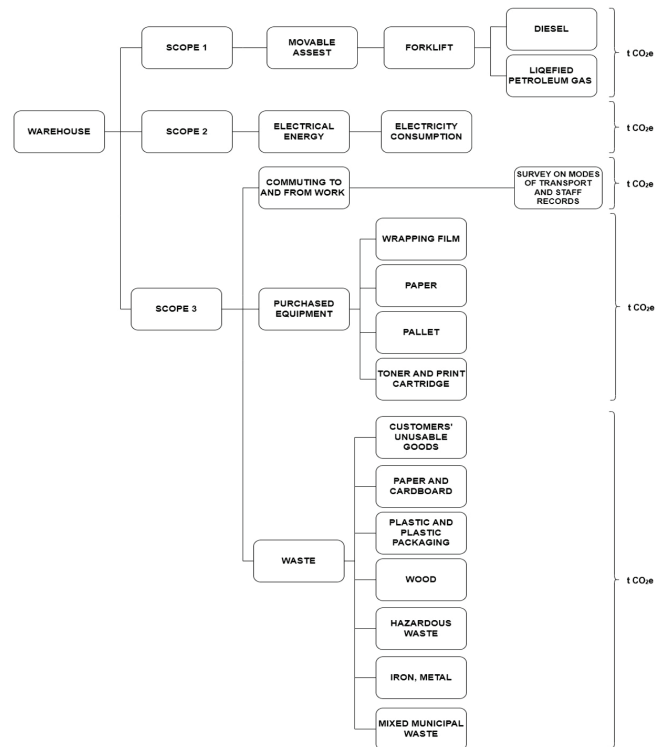 DIESEL
SCOPE 1
MOVABLE
ASSEST
FORKLIFT
t CO₂e
LIQEFIED
PETROLEUM GAS
WAREHOUSE
SCOPE 2
ELECTRICAL
ENERGY
ELECTRICITY
CONSUMPTION
t CO₂e
COMMUTING TO
AND FROM WORK
SURVEY ON MODES
OF TRANSPORT
AND STAFF
RECORDS
t CO₂e
WRAPPING FILM
PAPER
SCOPE 3
PURCHASED
EQUIPMENT
t CO₂e
PALLET
TONER AND PRINT
CARTRIDGE
CUSTOMERS'
UNUSABLE
GOODS
PAPER AND
CARDBOARD
PLASTIC AND
PLASTIC
PACKAGING
WASTE
WOOD
t CO₂e
HAZARDOUS
WASTE
IRON, METAL
MIXED MUNICIPAL
WASTE